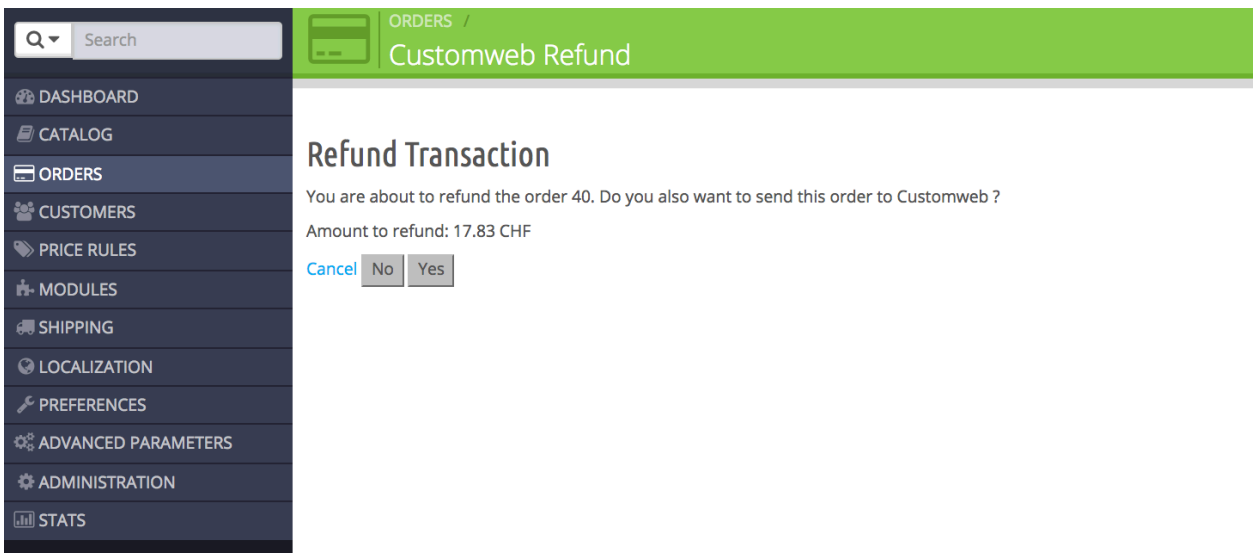 Search
DASHBOARD
CATALOG
ORDERS
CUSTOMERS
PRICE RULES
MODULES
SHIPPING
LOCALIZATION
PREFERENCES
ADVANCED PARAMETERS
ADMINISTRATION
STATS
ORDERS /
Customweb Refund
Refund Transaction
You are about to refund the order 40. Do you also want to send this order to Customweb ?
Amount to refund: 17.83 CHF
Cancel No Yes